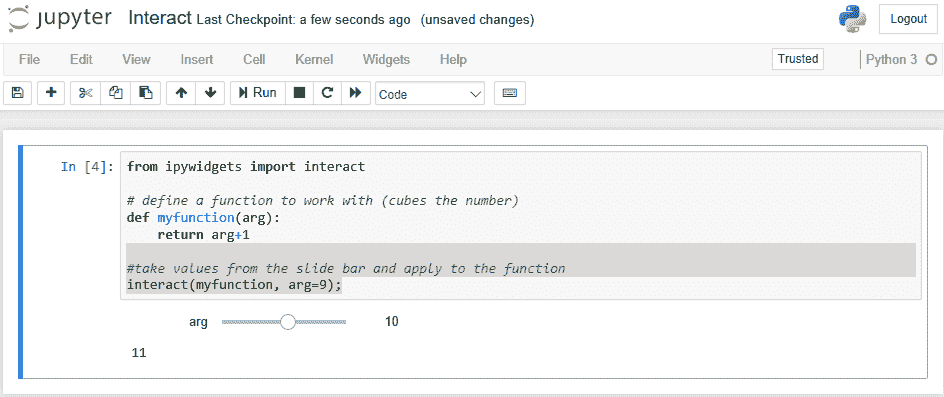 jupyter Interact Last Checkpoint: a few seconds ago (unsaved changes) Logout
File Edit View Insert Cell Kernel Widgets Help Trusted Python 3
Run Code
In [4]: from ipywidgets import interact
# define a function to work with (cubes the number)
def myfunction(arg):
    return arg+1
#take values from the slide bar and apply to the function
interact(myfunction, arg=9);
arg 10
11